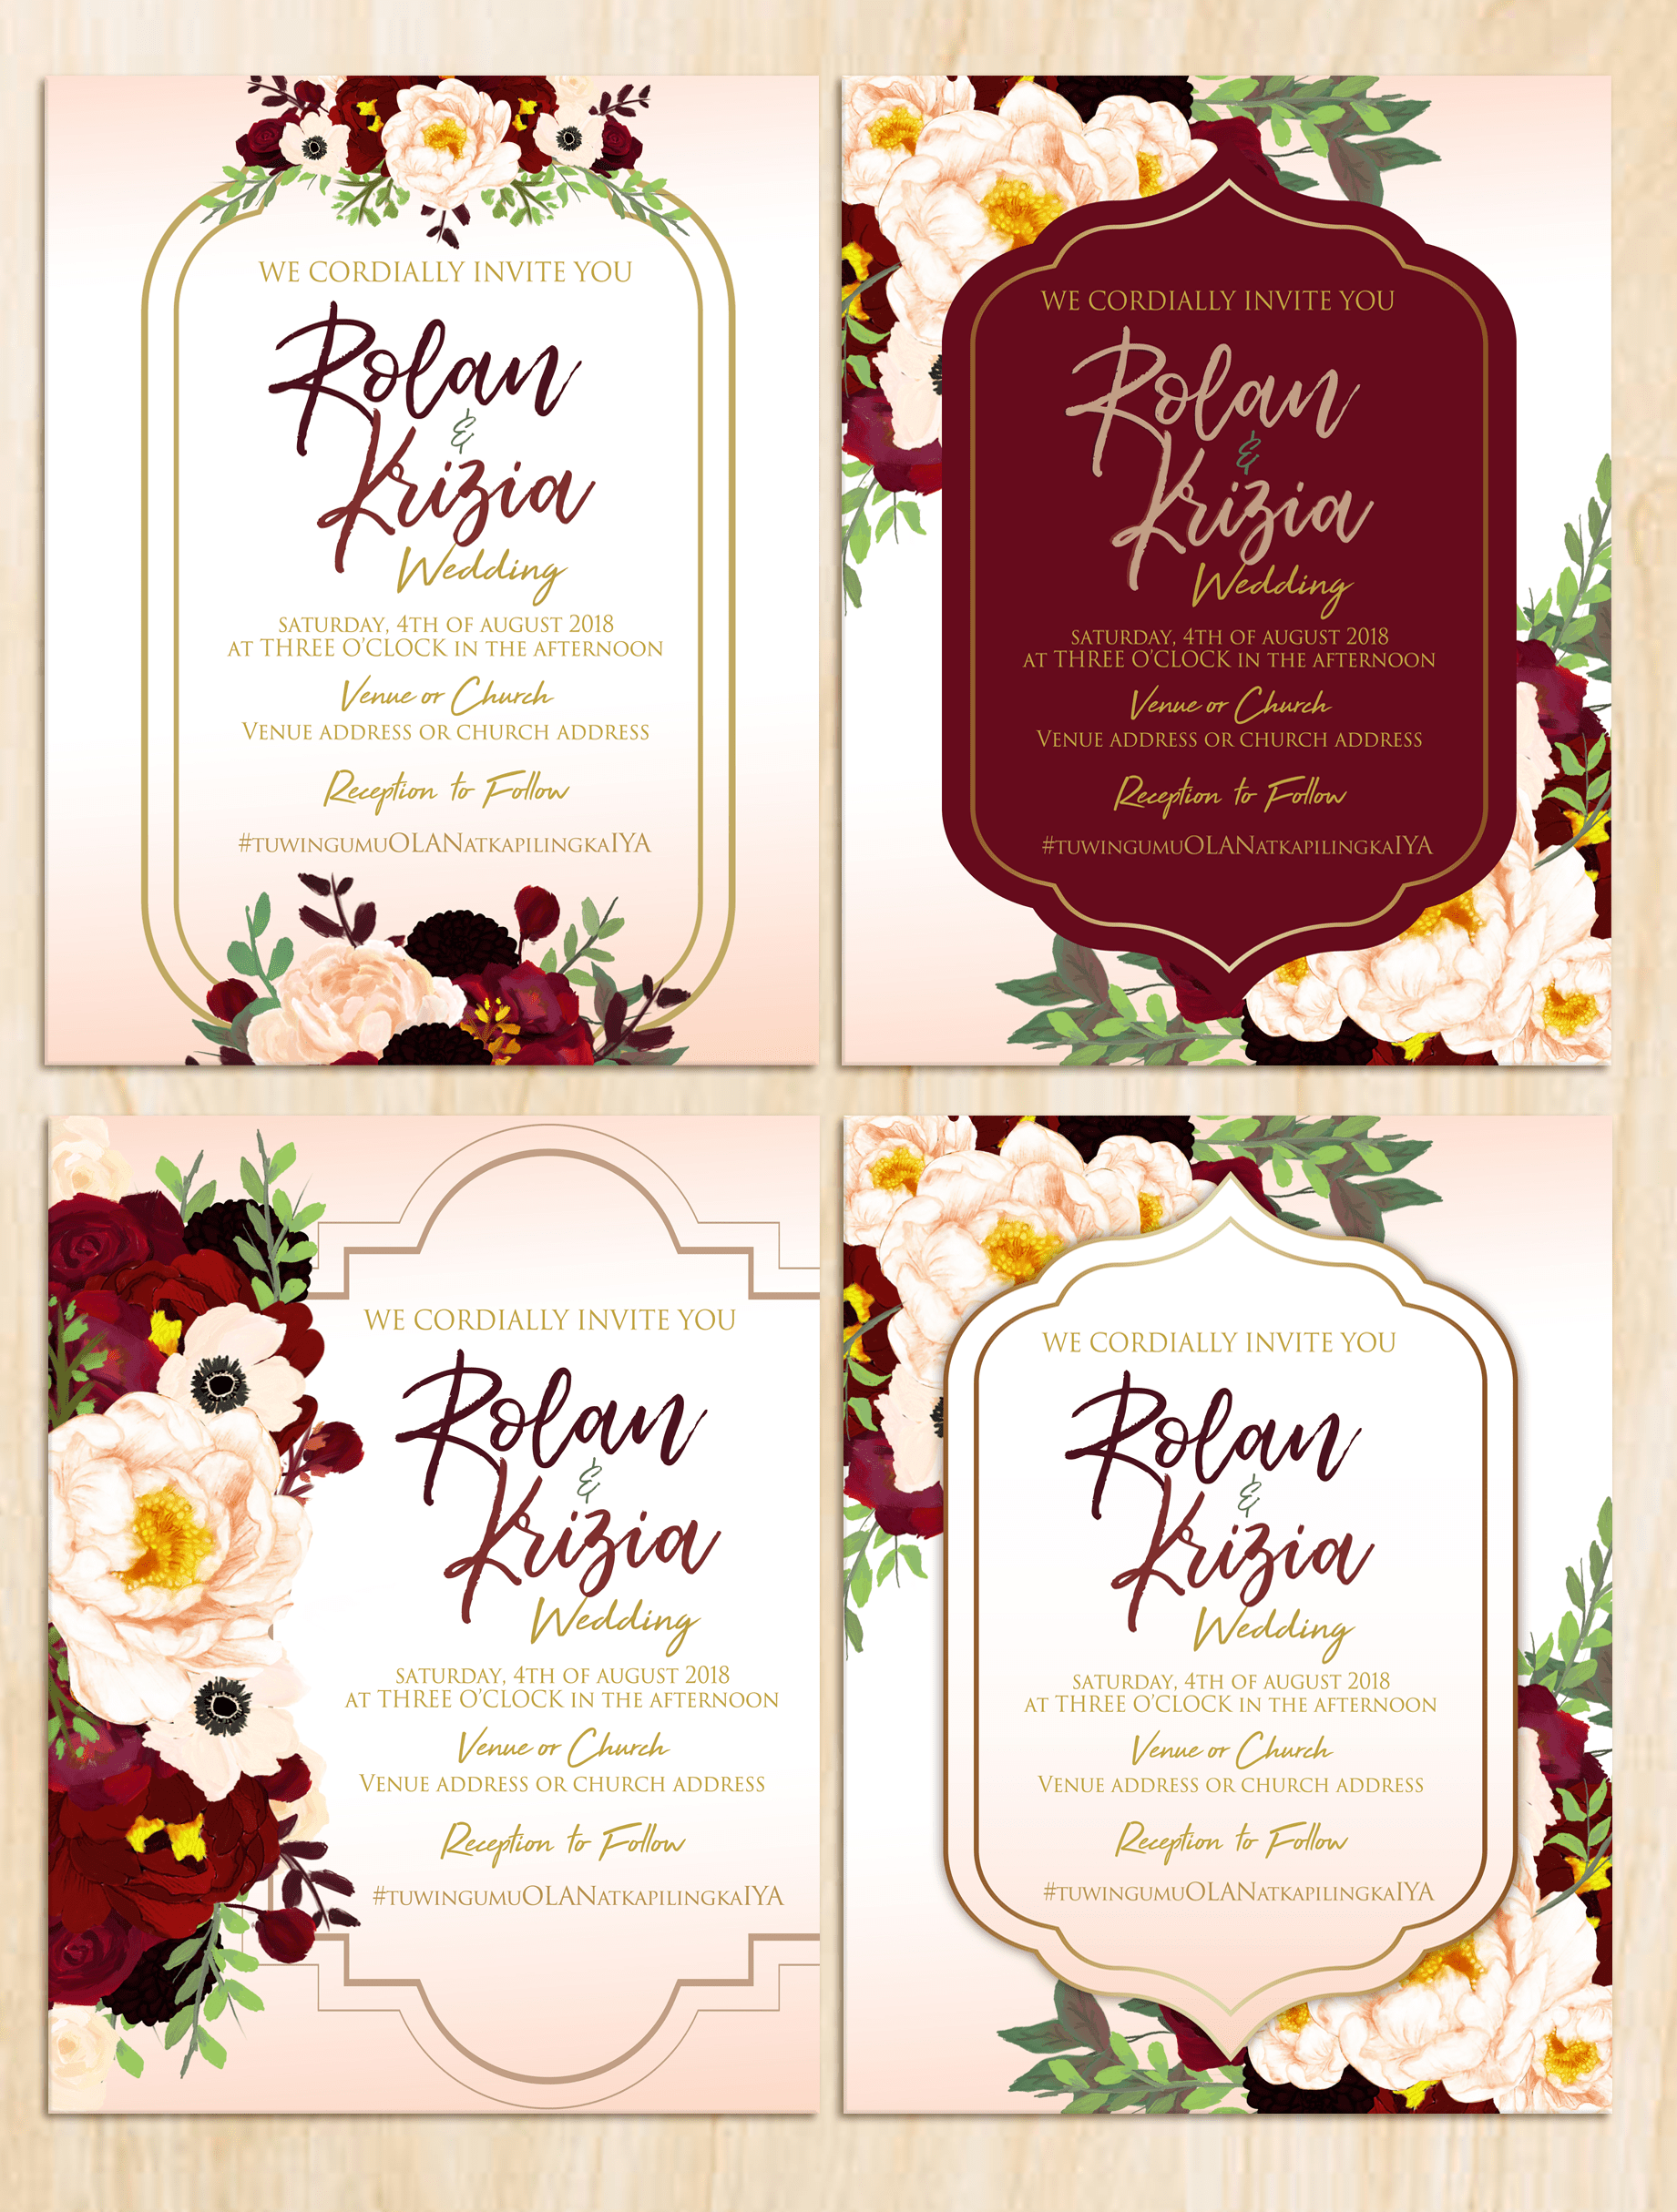 WE CORDIALLY INVITE YOU
Rolan
&
Krizia
Wedding
SATURDAY, 4TH OF AUGUST 2018
AT THREE O'CLOCK IN THE AFTERNOON
Venue or Church
VENUE ADDRESS OR CHURCH ADDRESS
Reception to Follow
#TUWINGUMUOLANATKAPILINGKAIYA
WE CORDIALLY INVITE YOU
Rolan
&
Krizia
Wedding
SATURDAY, 4TH OF AUGUST 2018
AT THREE O'CLOCK IN THE AFTERNOON
Venue or Church
VENUE ADDRESS OR CHURCH ADDRESS
Reception to Follow
#TUWINGUMUOLANATKAPILINGKAIYA
WE CORDIALLY INVITE YOU
Rolan
&
Krizia
Wedding
SATURDAY, 4TH OF AUGUST 2018
AT THREE O'CLOCK IN THE AFTERNOON
Venue or Church
VENUE ADDRESS OR CHURCH ADDRESS
Reception to Follow
#TUWINGUMUOLANATKAPILINGKAIYA
WE CORDIALLY INVITE YOU
Rolan
&
Krizia
Wedding
SATURDAY, 4TH OF AUGUST 2018
AT THREE O'CLOCK IN THE AFTERNOON
Venue or Church
VENUE ADDRESS OR CHURCH ADDRESS
Reception to Follow
#TUWINGUMUOLANATKAPILINGKAIYA